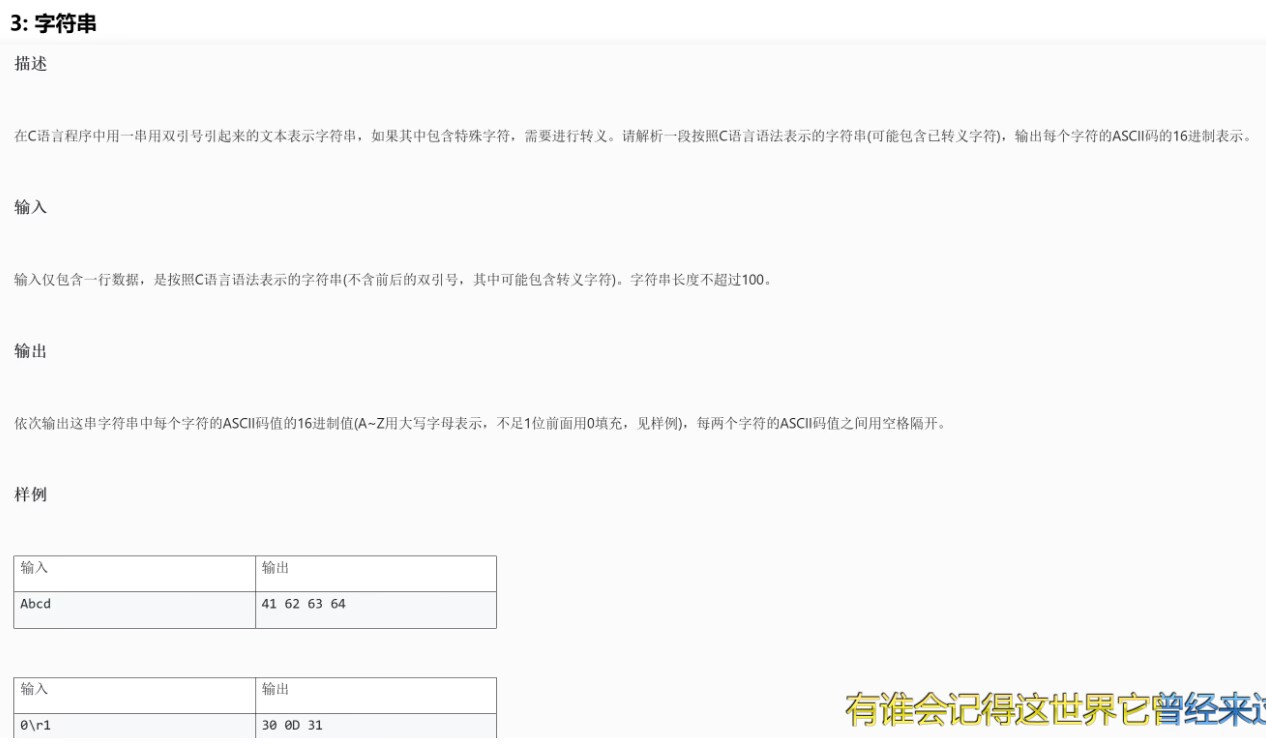 3: 字符串
描述
在C语言程序中用一串用双引号引起来的文本表示字符串，如果其中包含特殊字符，需要进行转义。请解析一段按照C语言语法表示的字符串(可能包含已转义字符)，输出每个字符的ASCII码的16进制表示。
输入
输入仅包含一行数据，是按照C语言语法表示的字符串(不含前后的双引号，其中可能包含转义字符)。字符串长度不超过100。
输出
依次输出这串字符串中每个字符的ASCII码值的16进制值(A~Z用大写字母表示，不足1位前面用0填充，见样例)，每两个字符的ASCII码值之间用空格隔开。
样例
输入 输出
Abcd 41 62 63 64
输入 输出
0\r1 30 0D 31
有谁会记得这世界它曾经来过